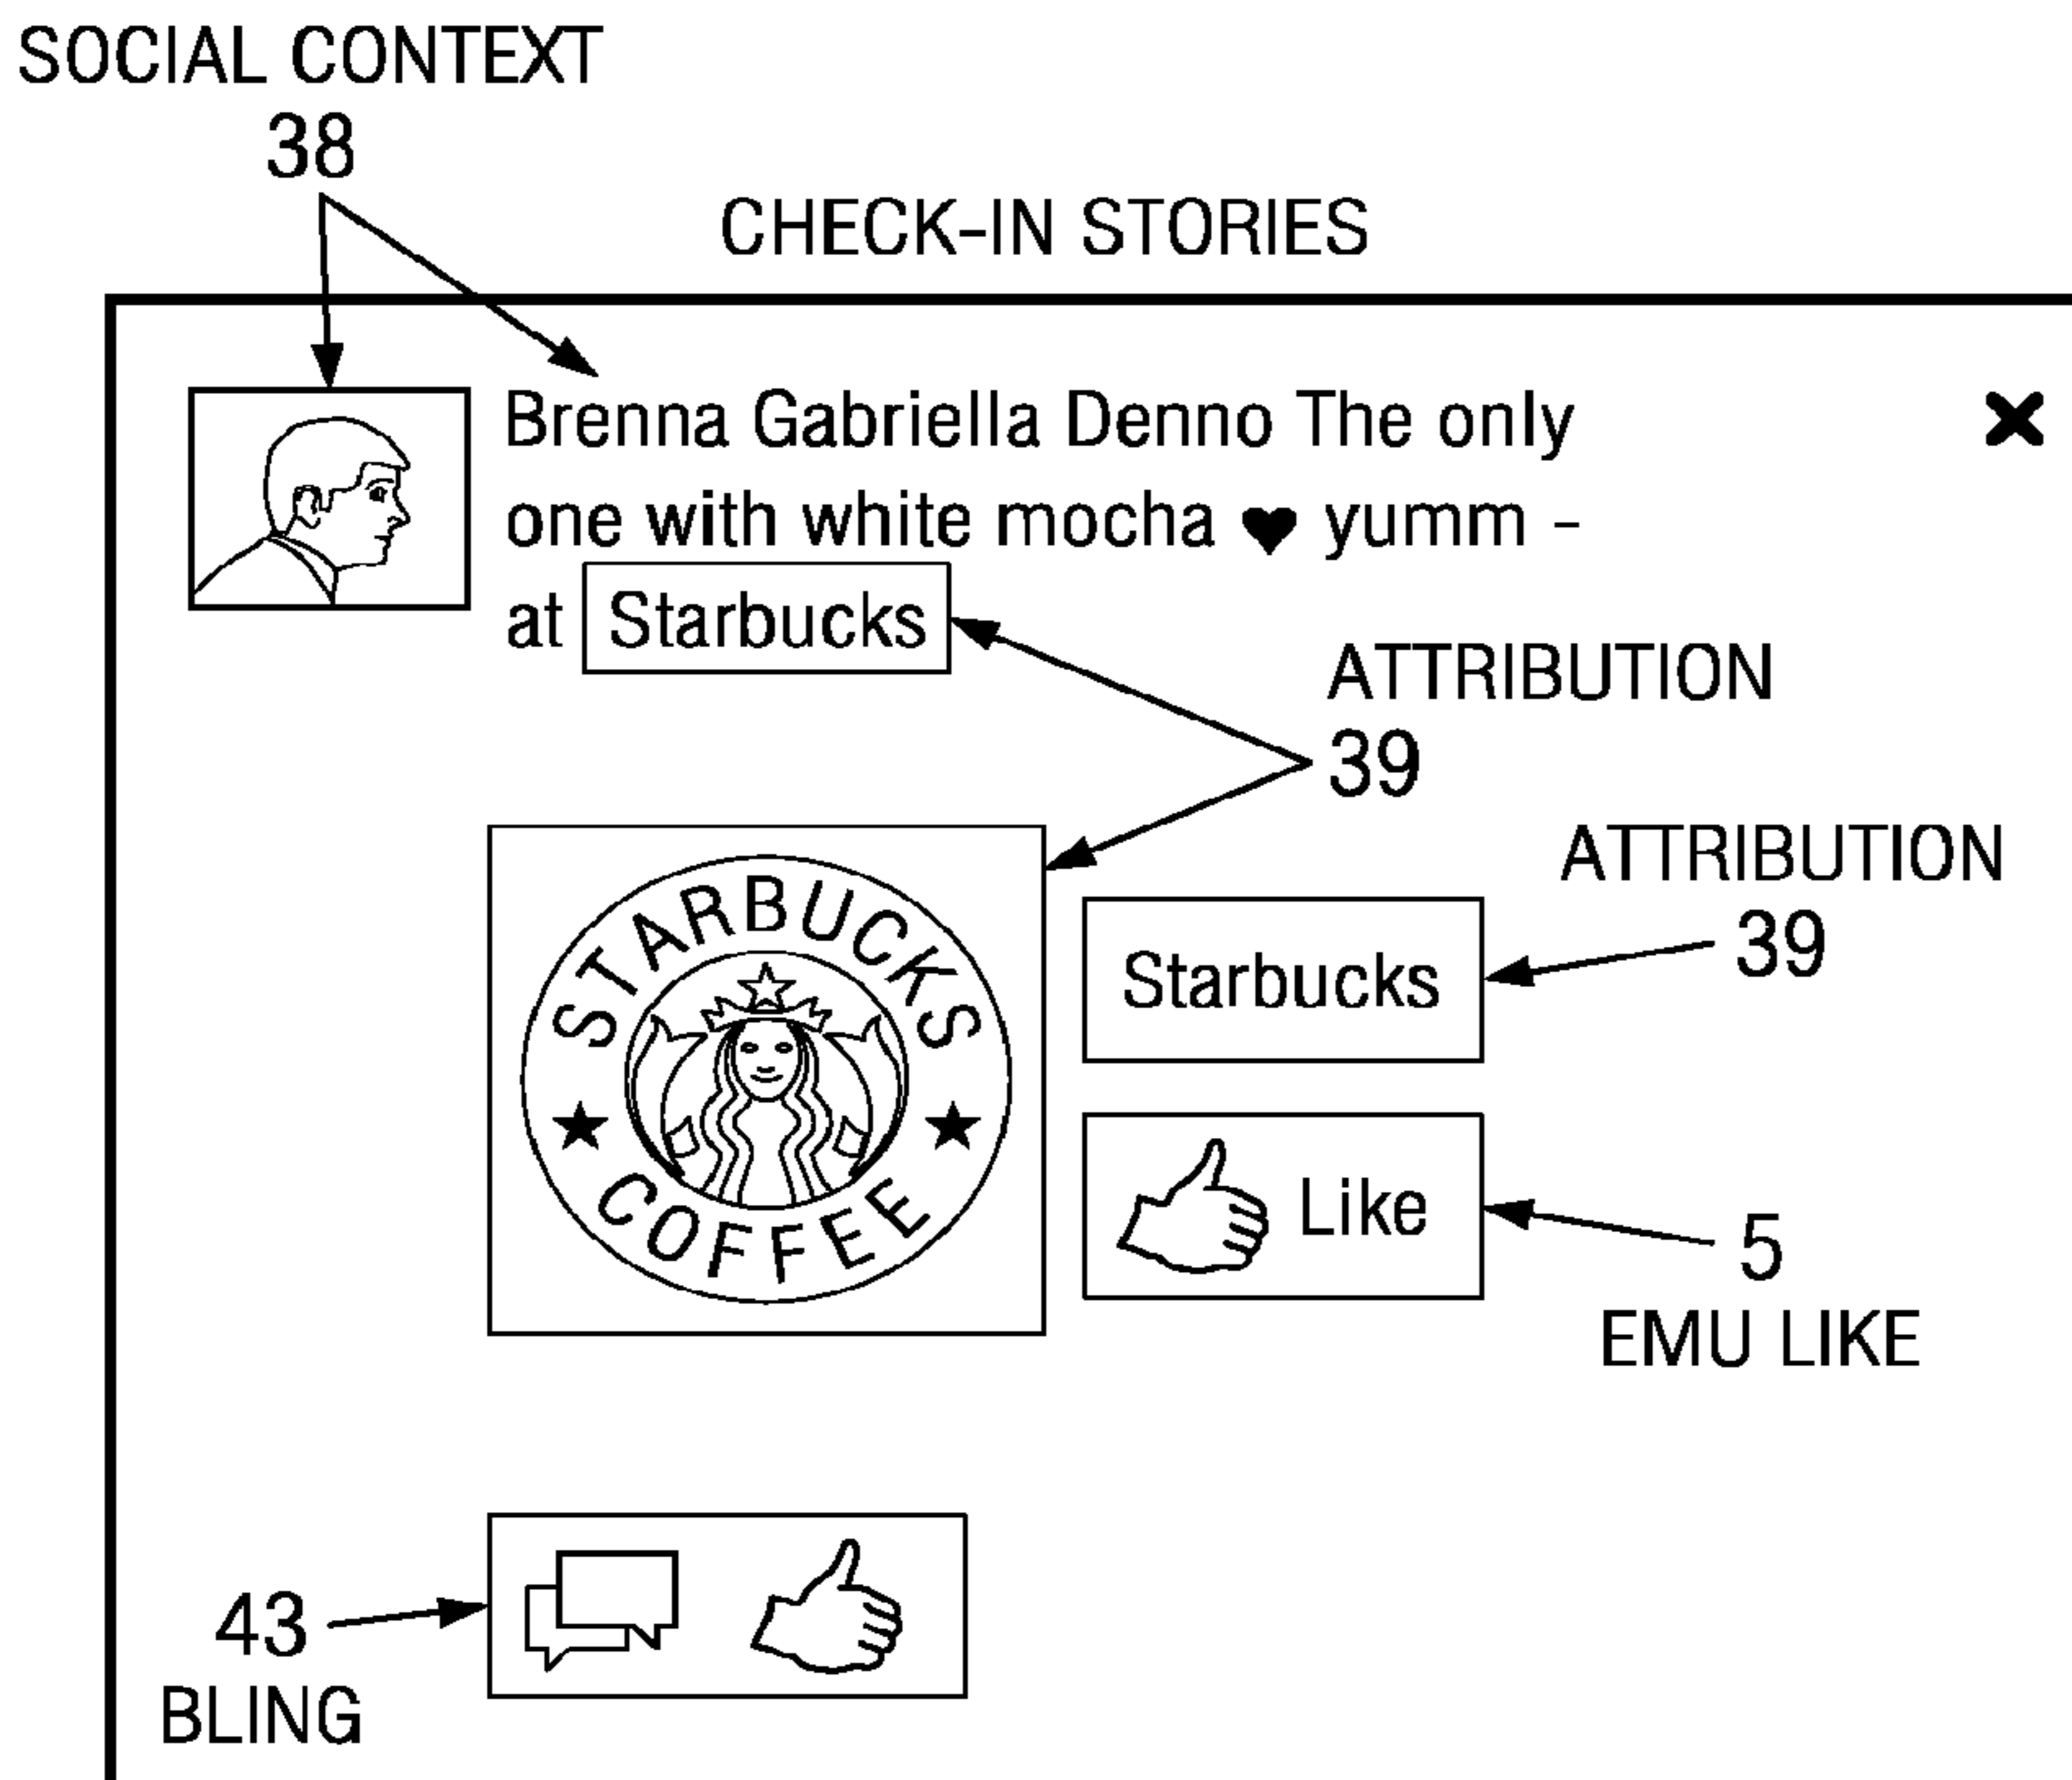 SOCIAL CONTEXT
38
CHECK-IN STORIES
Brenna Gabriella Denno The only
one with white mocha ♥ yumm -
at Starbucks
ATTRIBUTION
39
ATTRIBUTION
39
STARBUCKS
COFFEE
Starbucks
Like
5
EMU LIKE
43
BLING